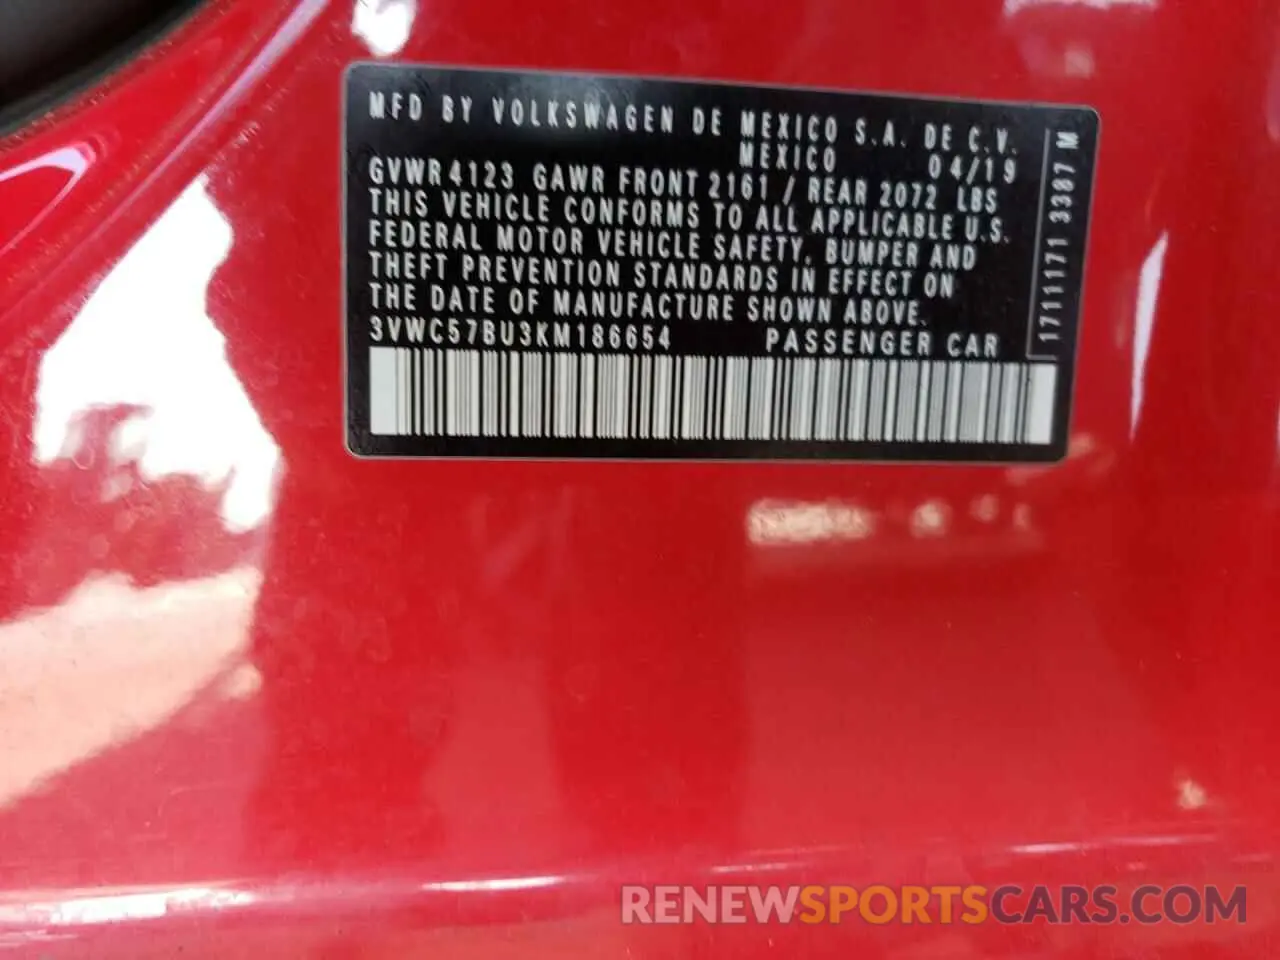 MFD BY VOLKSWAGEN DE MEXICO S.A. DE C.V.
MEXICO 04/19
GVWR 4123 GAWR FRONT 2161 / REAR 2072 LBS
THIS VEHICLE CONFORMS TO ALL APPLICABLE U.S.
FEDERAL MOTOR VEHICLE SAFETY, BUMPER AND
THEFT PREVENTION STANDARDS IN EFFECT ON
THE DATE OF MANUFACTURE SHOWN ABOVE.
3VWC57BU3KM186654 PASSENGER CAR
1711171 3387 M
RENEWSPORTSCARS.COM